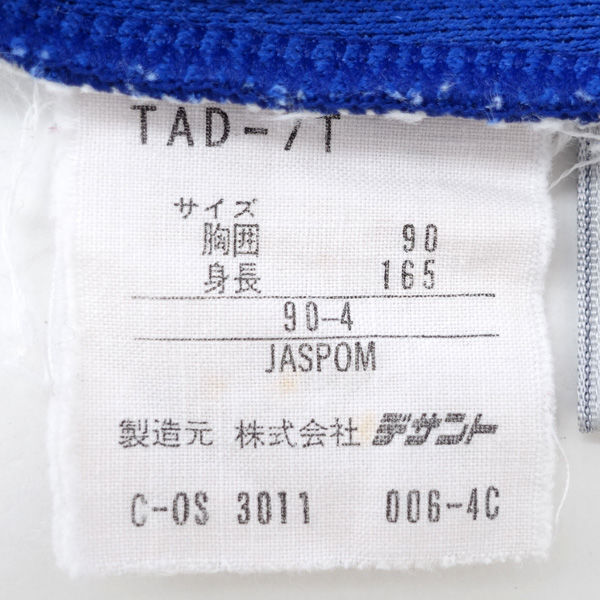 TAD-7T
サイズ
胸囲 90
身長 165
90-4
JASPOM
製造元 株式会社 デサント
C-OS 3011 006-4C